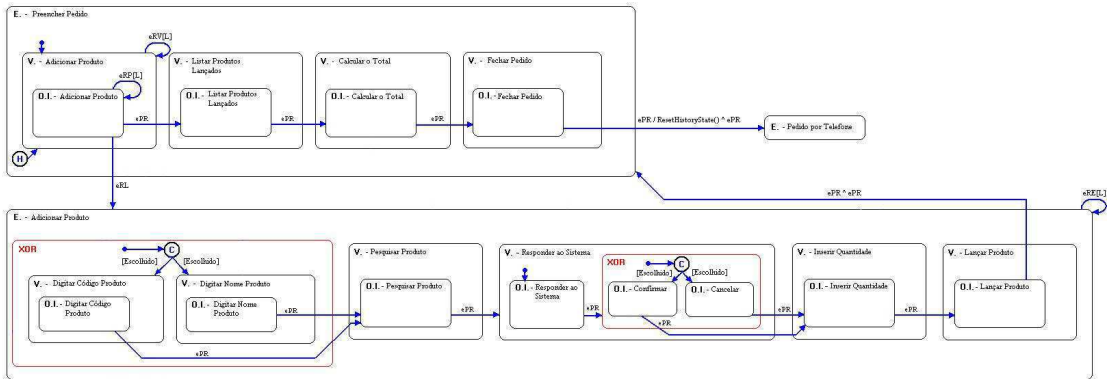 E. - Preencher Pedido
eRV[L]
V. - Adicionar Produto
V. - Listar Produtos
Lançados
V. - Calcular o Total
V. - Fechar Pedido
eRP[L]
O.I. - Adicionar Produto
O.I. - Listar Produtos
Lançados
O.I. - Calcular o Total
O.I. - Fechar Pedido
ePR
ePR
ePR
ePR / ResetHistoryState() ^ ePR
E. - Pedido por Telefone
H
eRL
ePR ^ ePR
eRE[L]
E. - Adicionar Produto
XOR
C
[Escolhido]
[Escolhido]
V. - Digitar Código Produto
V. - Digitar Nome Produto
O.I. - Digitar Código
Produto
O.I. - Digitar Nome
Produto
ePR
ePR
V. - Pesquisar Produto
O.I. - Pesquisar Produto
ePR
V. - Responder ao Sistema
O.I. - Responder ao
Sistema
ePR
XOR
C
[Escolhido]
[Escolhido]
O.I. - Confirmar
O.I. - Cancelar
ePR
ePR
V. - Inserir Quantidade
O.I. - Inserir Quantidade
ePR
V. - Lançar Produto
O.I. - Lançar Produto